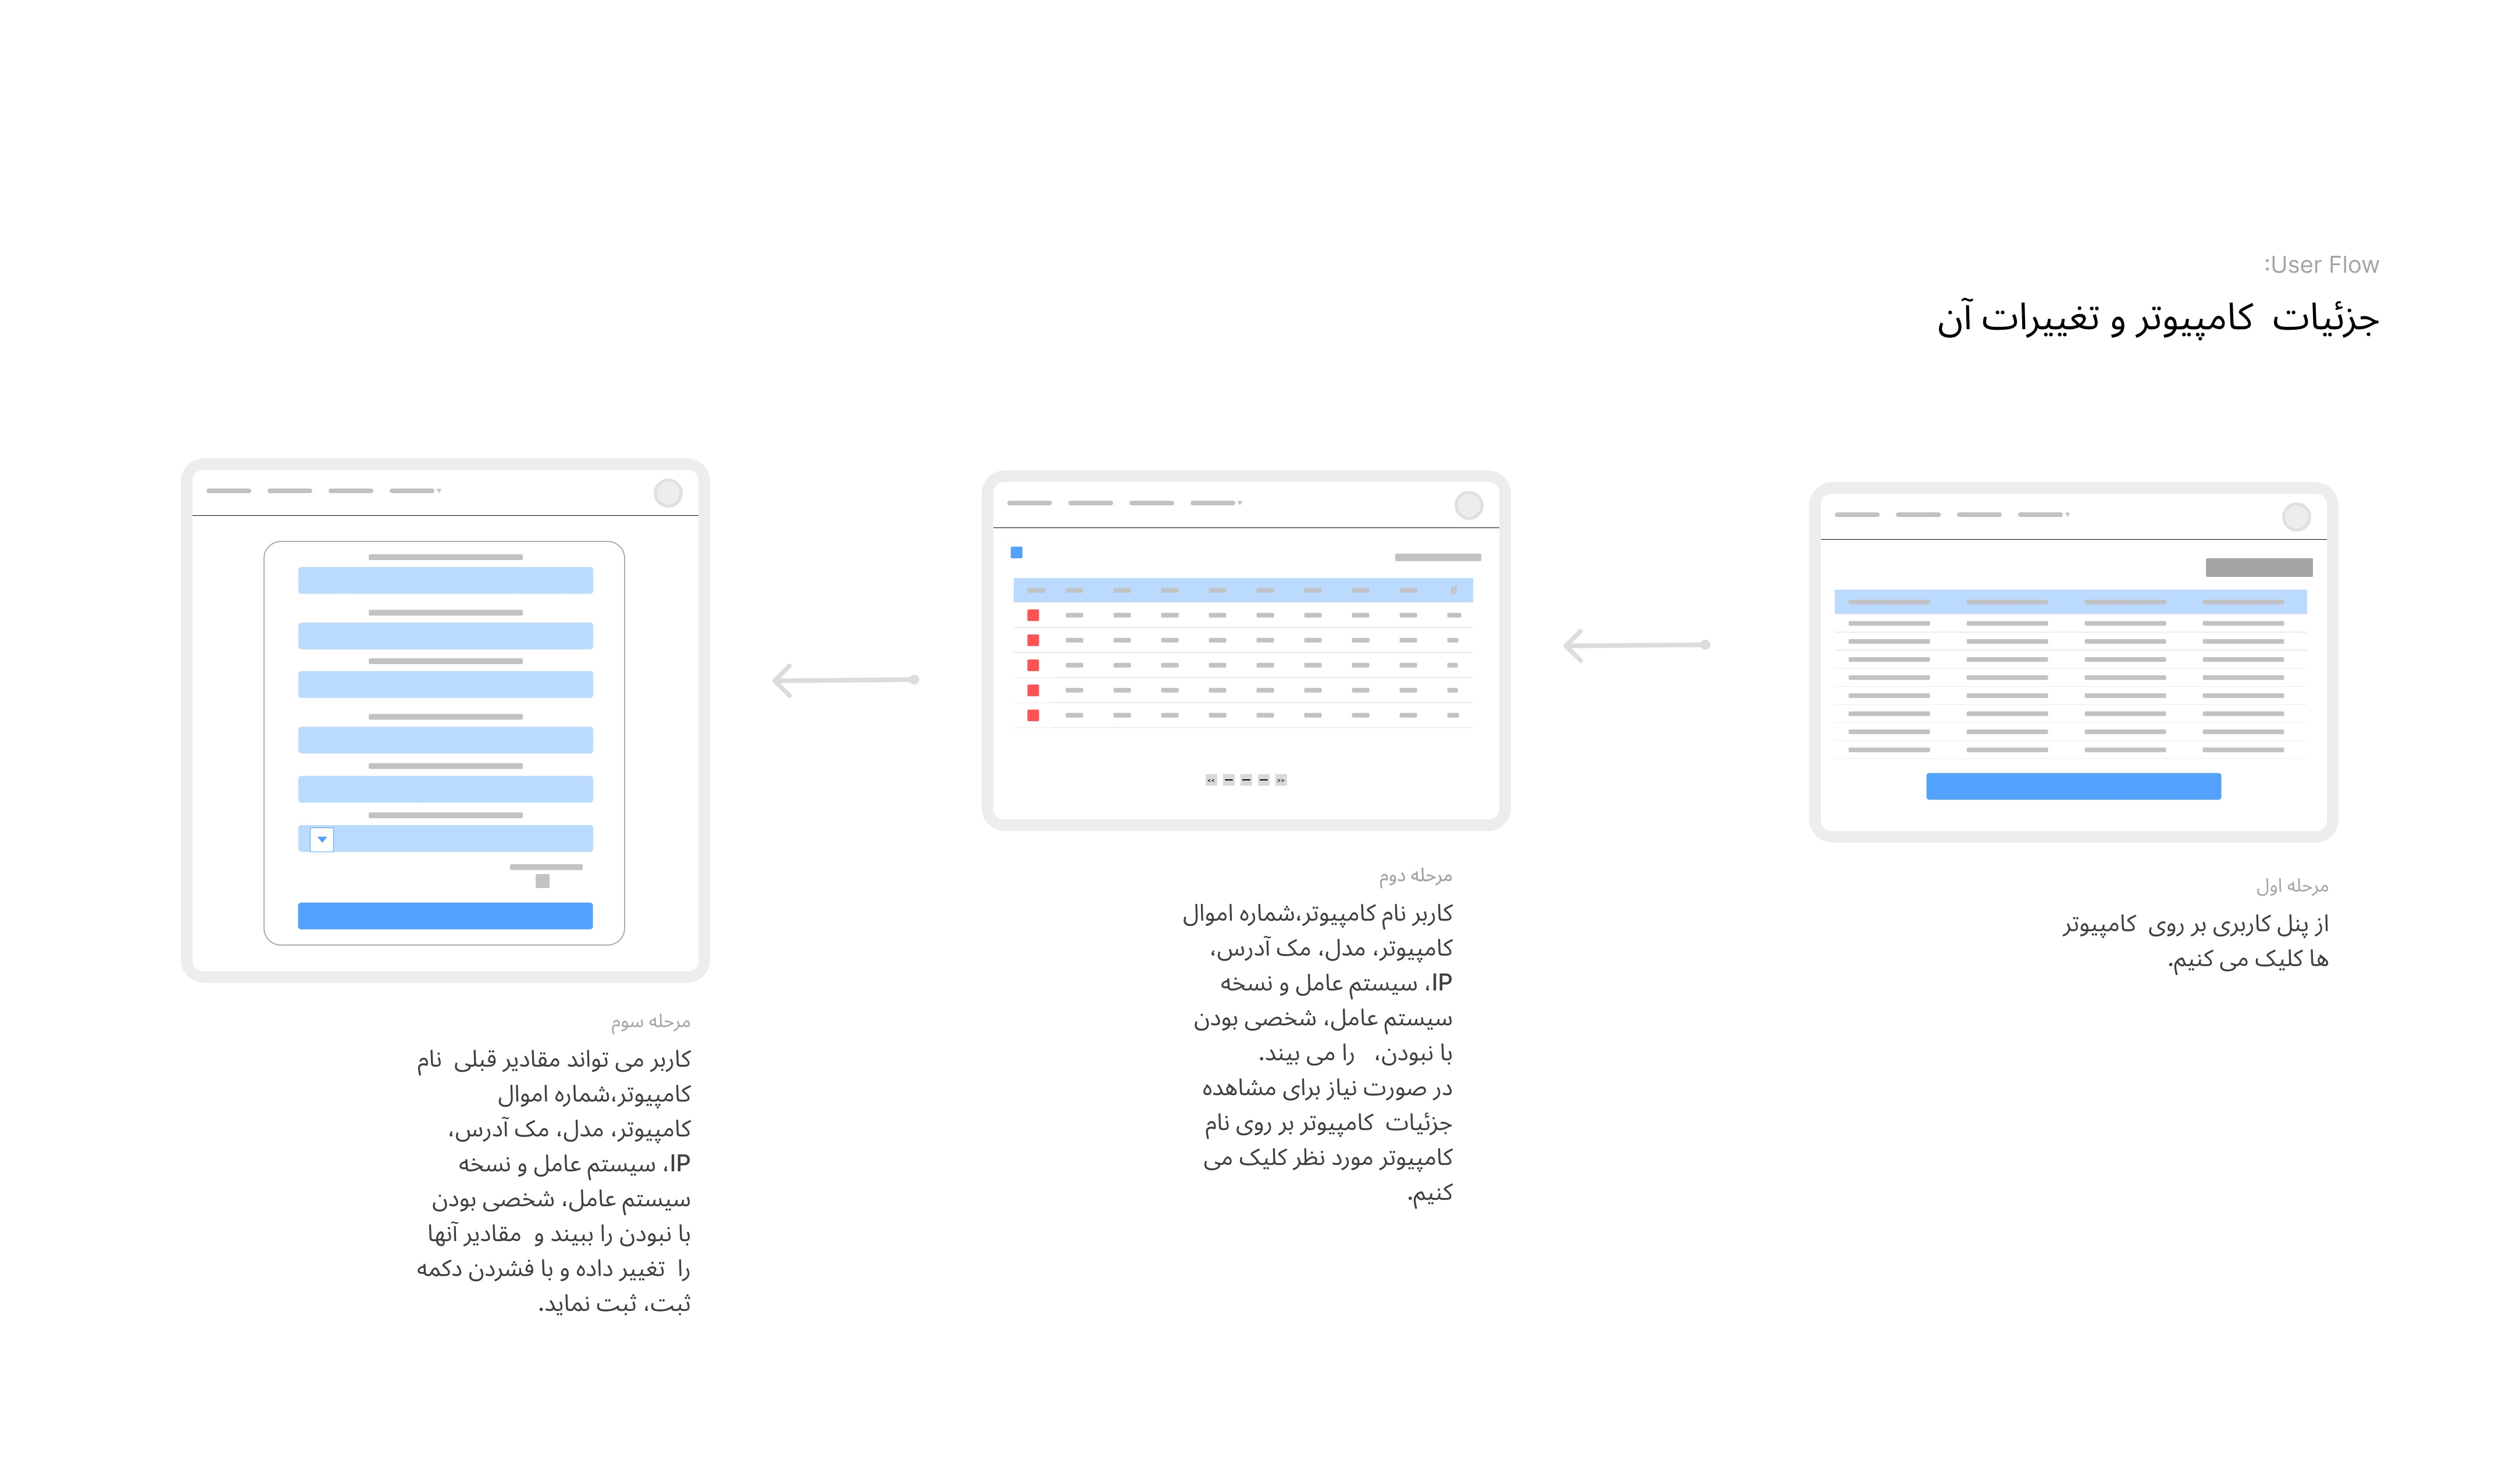 User Flow:
جزئیات کامپیوتر و تغییرات آن
#
<<
>>
مرحله اول
از پنل کاربری بر روی کامپیوتر
ها کلیک می کنیم.
مرحله دوم
کاربر نام کامپیوتر،شماره اموال
کامپیوتر، مدل، مک آدرس،
IP، سیستم عامل و نسخه
سیستم عامل، شخصی بودن
با نبودن، را می بیند.
در صورت نیاز برای مشاهده
جزئیات کامپیوتر بر روی نام
کامپیوتر مورد نظر کلیک می
کنیم.
مرحله سوم
کاربر می تواند مقادیر قبلی نام
کامپیوتر،شماره اموال
کامپیوتر، مدل، مک آدرس،
IP، سیستم عامل و نسخه
سیستم عامل، شخصی بودن
با نبودن را ببیند و مقادیر آنها
را تغییر داده و با فشردن دکمه
ثبت، ثبت نماید.